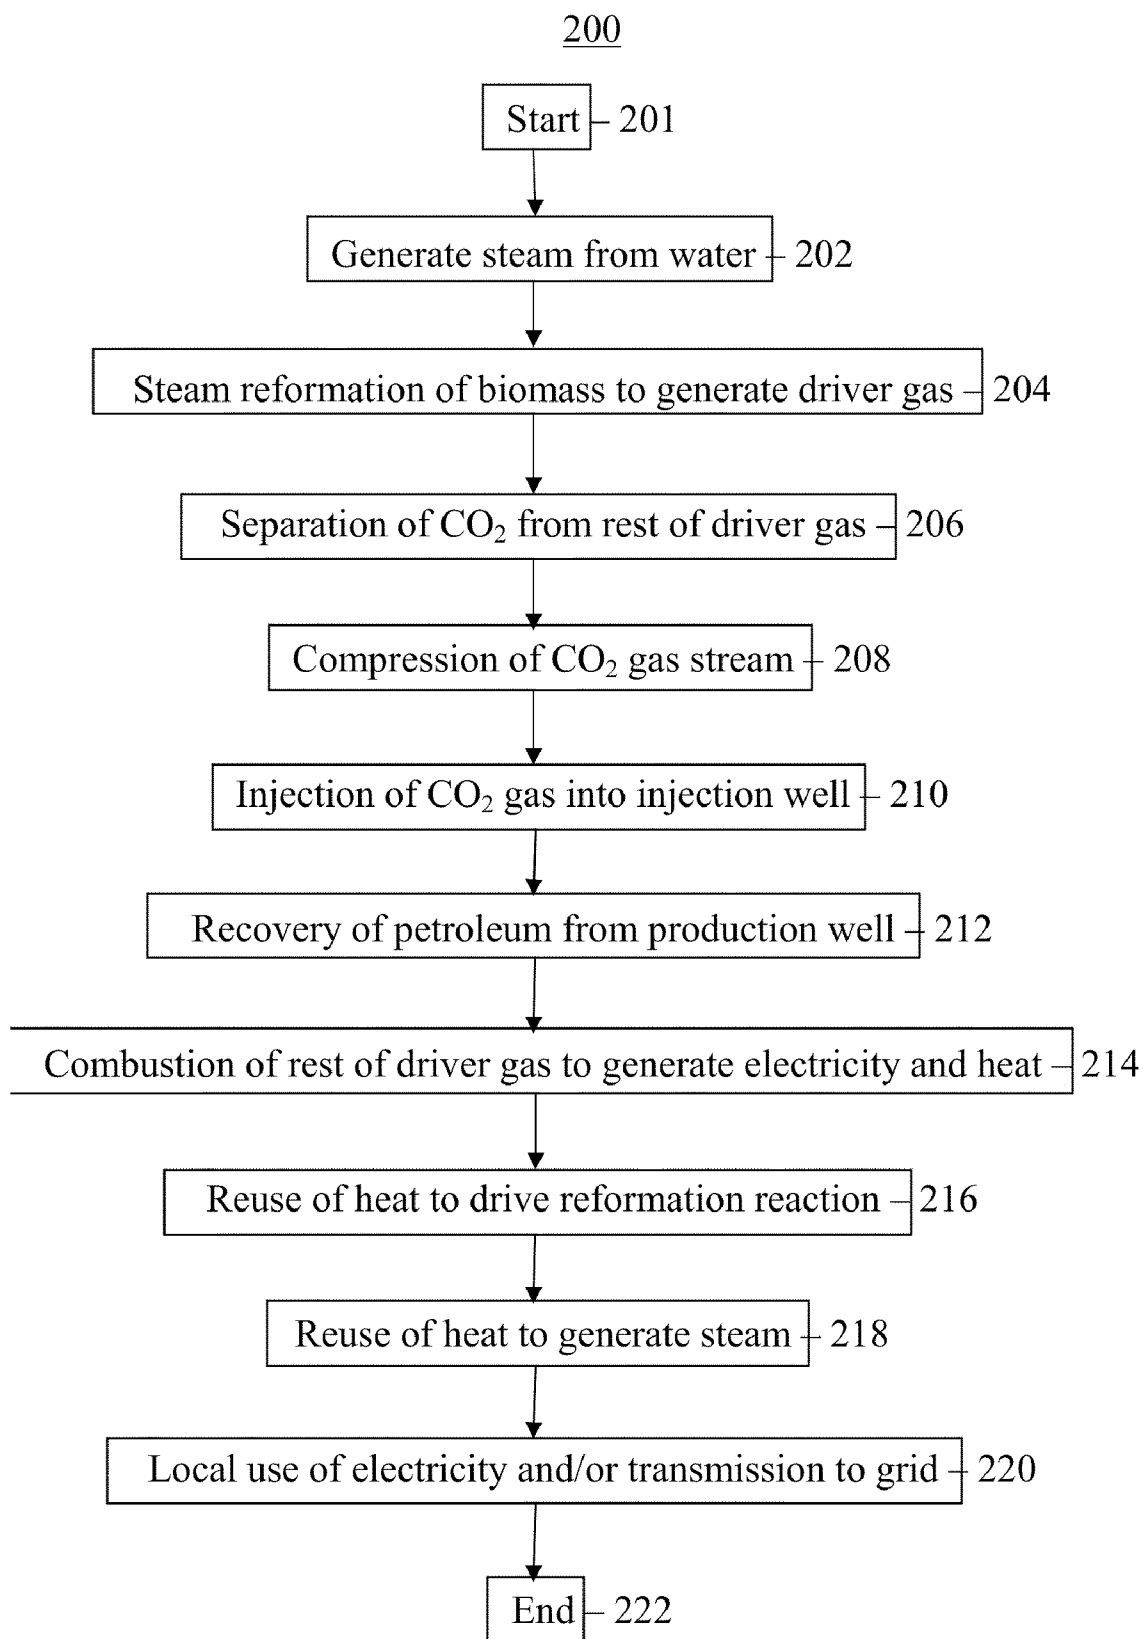 200
Start 201
Generate steam from water 202
Steam reformation of biomass to generate driver gas 204
Separation of CO₂ from rest of driver gas 206
Compression of CO₂ gas stream 208
Injection of CO₂ gas into injection well 210
Recovery of petroleum from production well 212
Combustion of rest of driver gas to generate electricity and heat 214
Reuse of heat to drive reformation reaction 216
Reuse of heat to generate steam 218
Local use of electricity and/or transmission to grid 220
End 222